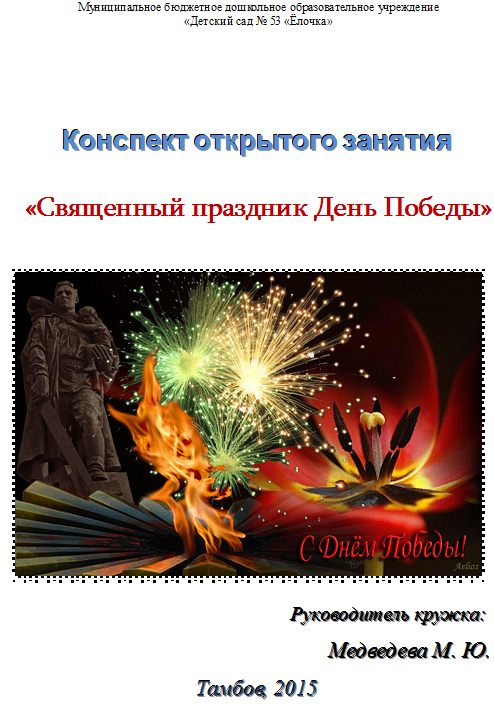 Муниципальное бюджетное дошкольное образовательное учреждение
«Детский сад № 53 «Ёлочка»
Конспект открытого занятия
«Священный праздник День Победы»
С Днём Победы!
Aelios
Руководитель кружка:
Медведева М. Ю.
Тамбов, 2015